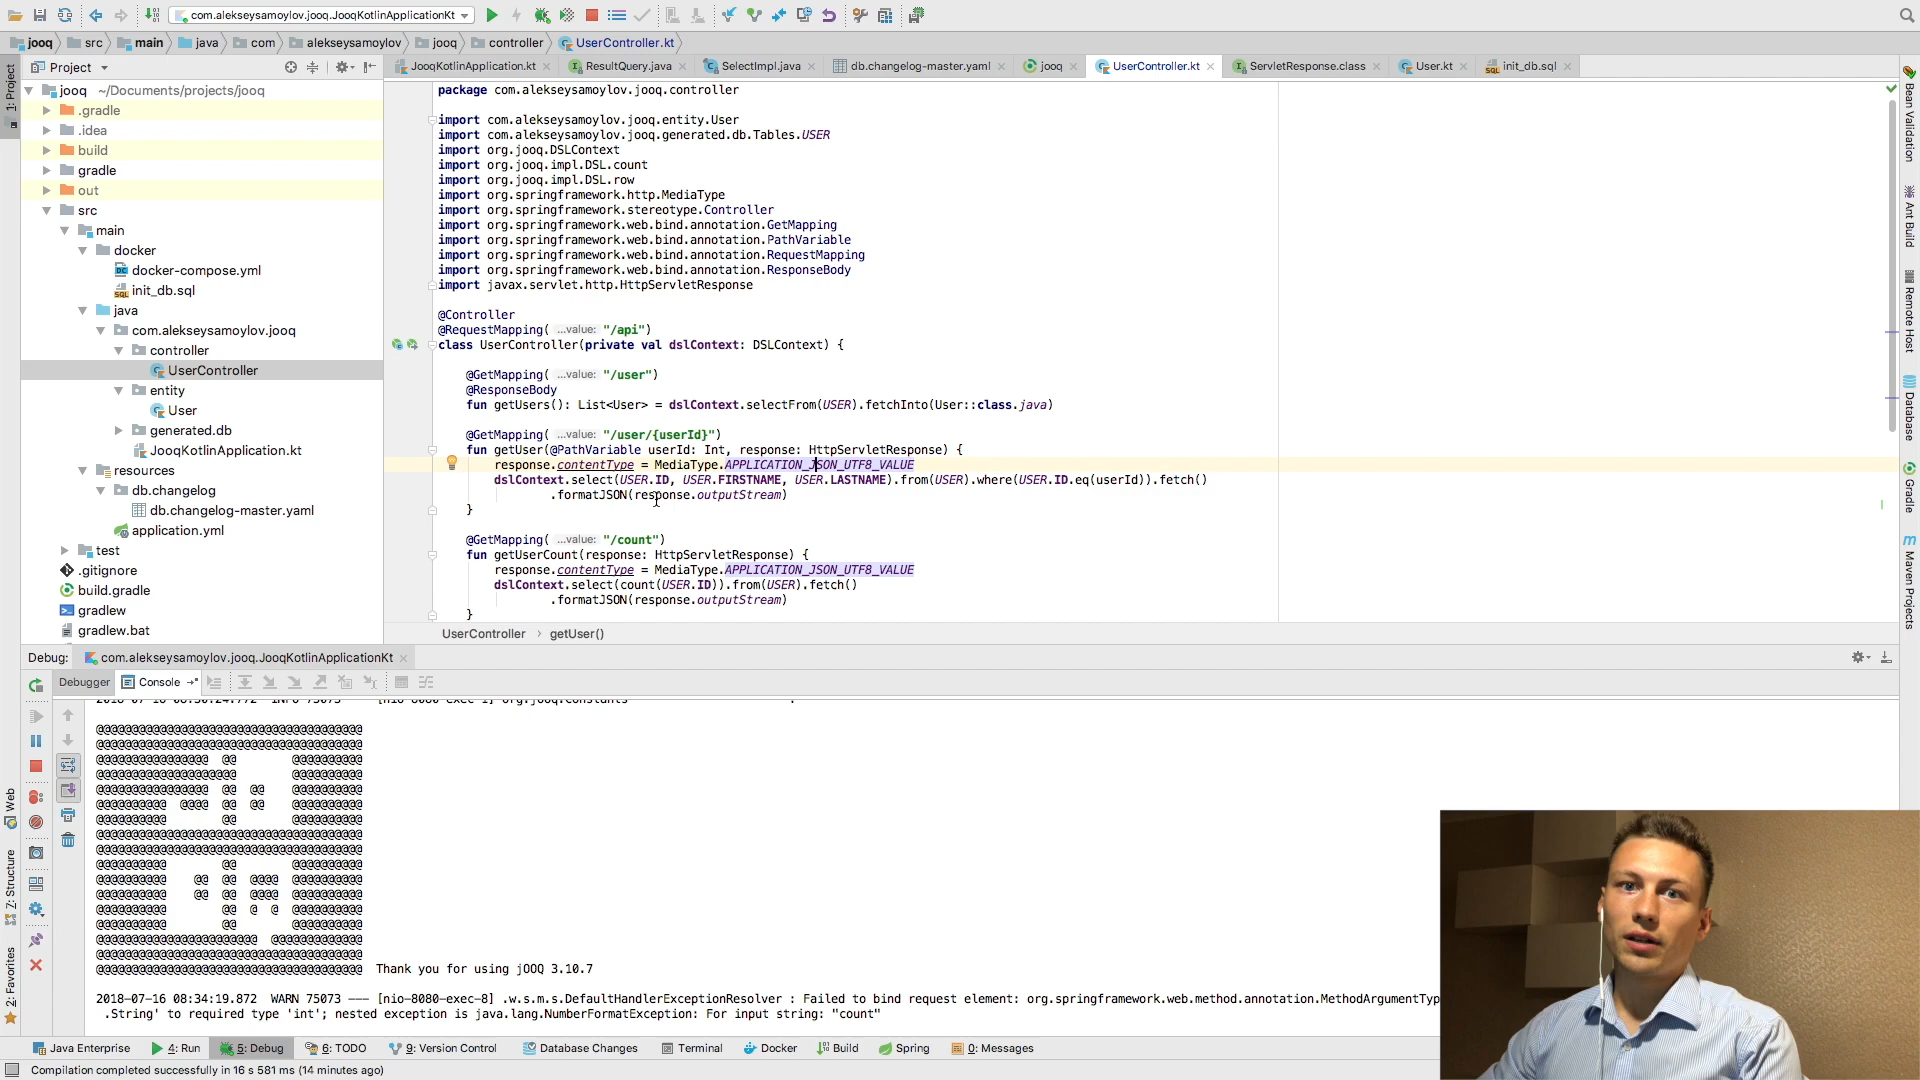 com.alekseysamoylov.jooq.JooqKotlinApplicationKt
jooq
src
main
java
com
alekseysamoylov
jooq
controller
UserController.kt
Project
JooqKotlinApplication.kt
ResultQuery.java
SelectImpl.java
db.changelog-master.yaml
jooq
UserController.kt
ServletResponse.class
User.kt
init_db.sql
1: Project
jooq ~/Documents/projects/jooq
.gradle
.idea
build
gradle
out
src
main
docker
docker-compose.yml
init_db.sql
java
com.alekseysamoylov.jooq
controller
UserController
entity
User
generated.db
JooqKotlinApplication.kt
resources
db.changelog
db.changelog-master.yaml
application.yml
test
.gitignore
build.gradle
gradlew
gradlew.bat
package com.alekseysamoylov.jooq.controller
import com.alekseysamoylov.jooq.entity.User
import com.alekseysamoylov.jooq.generated.db.Tables.USER
import org.jooq.DSLContext
import org.jooq.impl.DSL.count
import org.jooq.impl.DSL.row
import org.springframework.http.MediaType
import org.springframework.stereotype.Controller
import org.springframework.web.bind.annotation.GetMapping
import org.springframework.web.bind.annotation.PathVariable
import org.springframework.web.bind.annotation.RequestMapping
import org.springframework.web.bind.annotation.ResponseBody
import javax.servlet.http.HttpServletResponse
@Controller
@RequestMapping( ...value: "/api")
class UserController(private val dslContext: DSLContext) {
@GetMapping( ...value: "/user")
@ResponseBody
fun getUsers(): List<User> = dslContext.selectFrom(USER).fetchInto(User::class.java)
@GetMapping( ...value: "/user/{userId}")
fun getUser(@PathVariable userId: Int, response: HttpServletResponse) {
response.contentType = MediaType.APPLICATION_JSON_UTF8_VALUE
dslContext.select(USER.ID, USER.FIRSTNAME, USER.LASTNAME).from(USER).where(USER.ID.eq(userId)).fetch()
.formatJSON(response.outputStream)
}
@GetMapping( ...value: "/count")
fun getUserCount(response: HttpServletResponse) {
response.contentType = MediaType.APPLICATION_JSON_UTF8_VALUE
dslContext.select(count(USER.ID)).from(USER).fetch()
.formatJSON(response.outputStream)
}
UserController › getUser()
Bean Validation
Ant Build
Remote Host
Database
Gradle
Maven Projects
Debug: com.alekseysamoylov.jooq.JooqKotlinApplicationKt
Debugger
Console
@@@@@@@@@@@@@@@@@@@@@@@@@@@@@@@@@@@@@@
@@@@@@@@@@@@@@@@@@@@@@@@@@@@@@@@@@@@@@
@@@@@@@@@@@@@@@@  @@        @@@@@@@@@@
@@@@@@@@@@@@@@@@@@@@        @@@@@@@@@@
@@@@@@@@@@@@@@@@  @@  @@    @@@@@@@@@@
@@@@@@@@@@  @@@@  @@  @@    @@@@@@@@@@
@@@@@@@@@@        @@        @@@@@@@@@@
@@@@@@@@@@@@@@@@@@@@@@@@@@@@@@@@@@@@@@
@@@@@@@@@@@@@@@@@@@@@@@@@@@@@@@@@@@@@@
@@@@@@@@@@        @@        @@@@@@@@@@
@@@@@@@@@@    @@  @@  @@@@  @@@@@@@@@@
@@@@@@@@@@    @@  @@  @@@@  @@@@@@@@@@
@@@@@@@@@@        @@  @  @  @@@@@@@@@@
@@@@@@@@@@        @@        @@@@@@@@@@
@@@@@@@@@@@@@@@@@@@@@@@  @@@@@@@@@@@@@
@@@@@@@@@@@@@@@@@@@@@@@@@@@@@@@@@@@@@@
@@@@@@@@@@@@@@@@@@@@@@@@@@@@@@@@@@@@@@  Thank you for using jOOQ 3.10.7
2018-07-16 08:34:19.872  WARN 75073 --- [nio-8080-exec-8] .w.s.m.s.DefaultHandlerExceptionResolver : Failed to bind request element: org.springframework.web.method.annotation.MethodArgumentTyp
.String' to required type 'int'; nested exception is java.lang.NumberFormatException: For input string: "count"
Web
Z: Structure
2: Favorites
Java Enterprise
4: Run
5: Debug
6: TODO
9: Version Control
Database Changes
Terminal
Docker
Build
Spring
0: Messages
Compilation completed successfully in 16 s 581 ms (14 minutes ago)